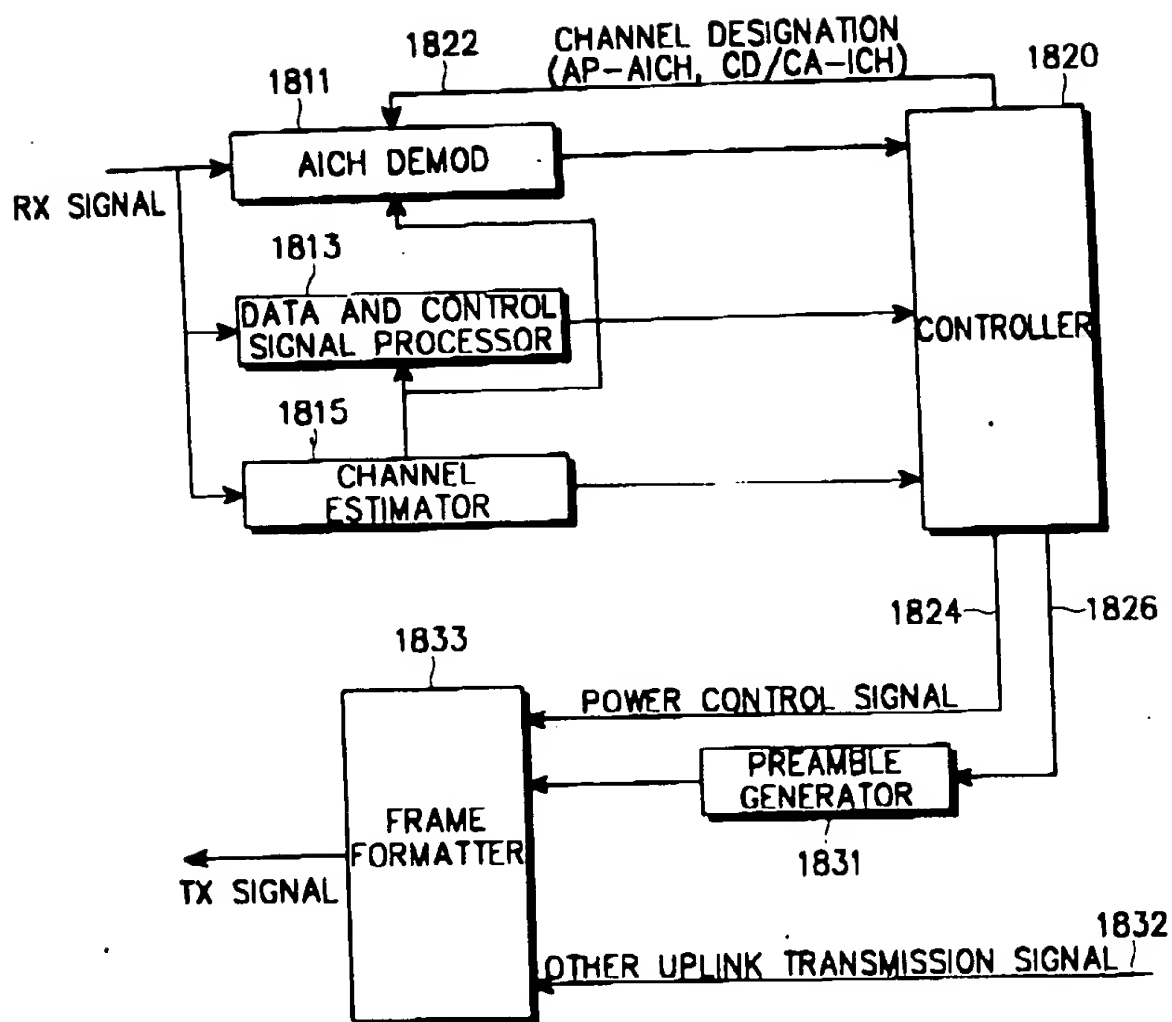 1822
CHANNEL DESIGNATION
(AP-AICH, CD/CA-ICH)
1820
1811
AICH DEMOD
RX SIGNAL
1813
DATA AND CONTROL
SIGNAL PROCESSOR
CONTROLLER
1815
CHANNEL
ESTIMATOR
1824
1826
1833
POWER CONTROL SIGNAL
PREAMBLE
GENERATOR
FRAME
FORMATTER
1831
TX SIGNAL
1832
OTHER UPLINK TRANSMISSION SIGNAL